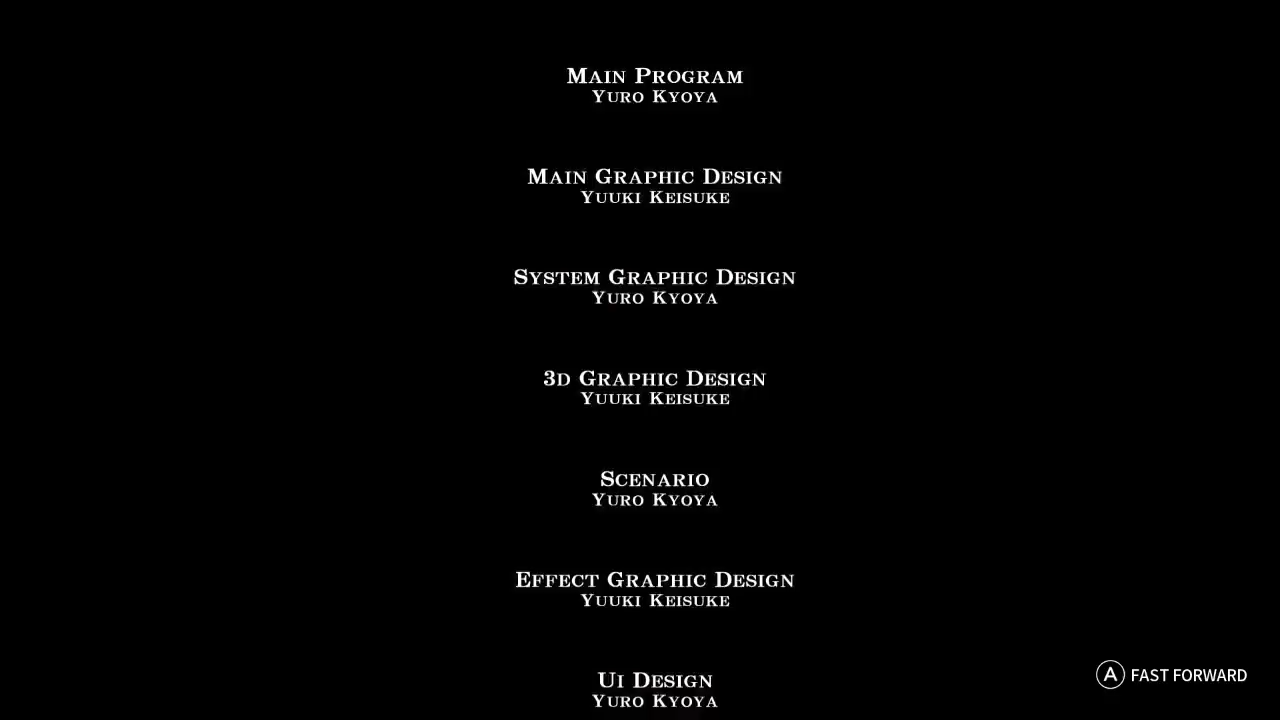 Main Program
Yuro Kyoya
Main Graphic Design
Yuuki Keisuke
System Graphic Design
Yuro Kyoya
3d Graphic Design
Yuuki Keisuke
Scenario
Yuro Kyoya
Effect Graphic Design
Yuuki Keisuke
Ui Design
Yuro Kyoya
A FAST FORWARD